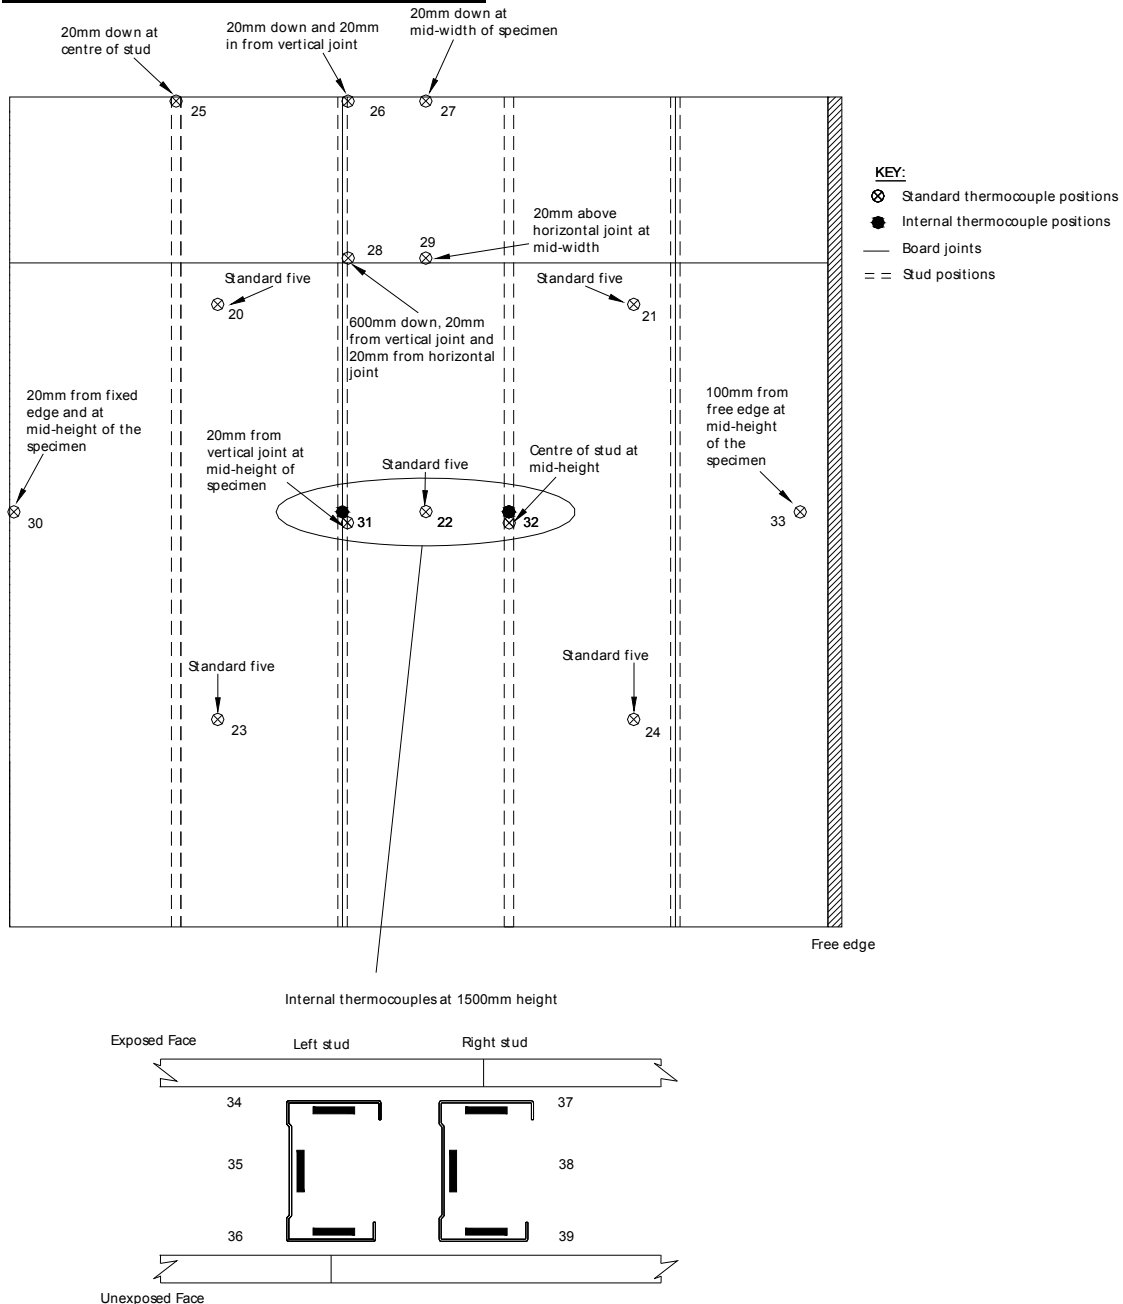 20mm down at
mid-width of specimen
20mm down and 20mm
in from vertical joint
20mm down at
centre of stud
25
26
27
KEY:
Standard thermocouple positions
Internal thermocouple positions
Board joints
Stud positions
20mm above
horizontal joint at
mid-width
28
29
Standard five
20
Standard five
21
600mm down, 20mm
from vertical joint and
20mm from horizontal
joint
20mm from fixed
edge and at
mid-height of the
specimen
30
20mm from
vertical joint at
mid-height of
specimen
31
Standard five
22
Centre of stud at
mid-height
32
100mm from
free edge at
mid-height
of the
specimen
33
Standard five
23
Standard five
24
Free edge
Internal thermocouples at 1500mm height
Exposed Face
Left stud
Right stud
34
37
35
38
36
39
Unexposed Face